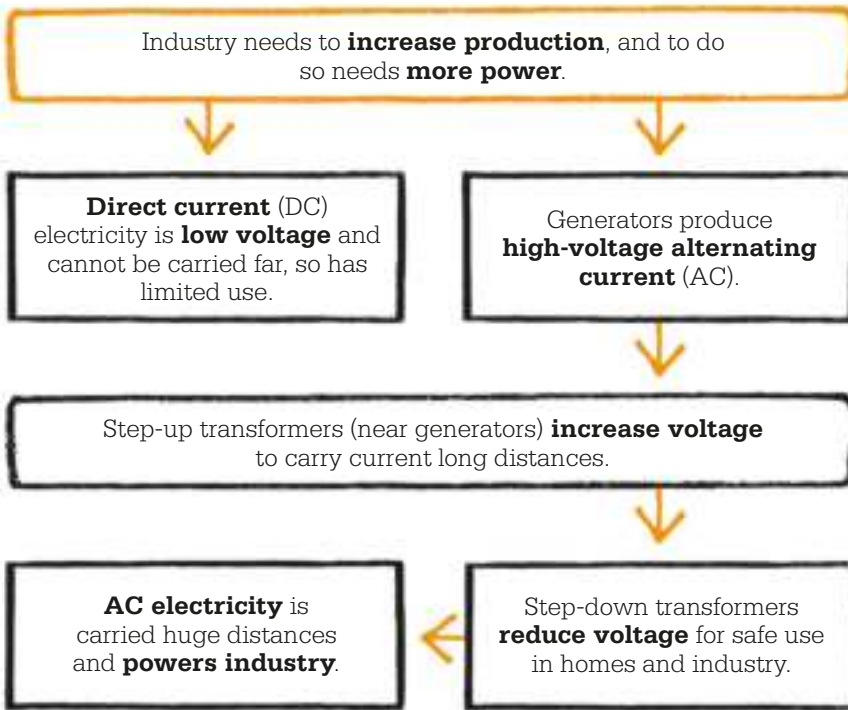 Industry needs to increase production, and to do
so needs more power.
Direct current (DC)
electricity is low voltage and
cannot be carried far, so has
limited use.
Generators produce
high-voltage alternating
current (AC).
Step-up transformers (near generators) increase voltage
to carry current long distances.
AC electricity is
carried huge distances
and powers industry.
Step-down transformers
reduce voltage for safe use
in homes and industry.